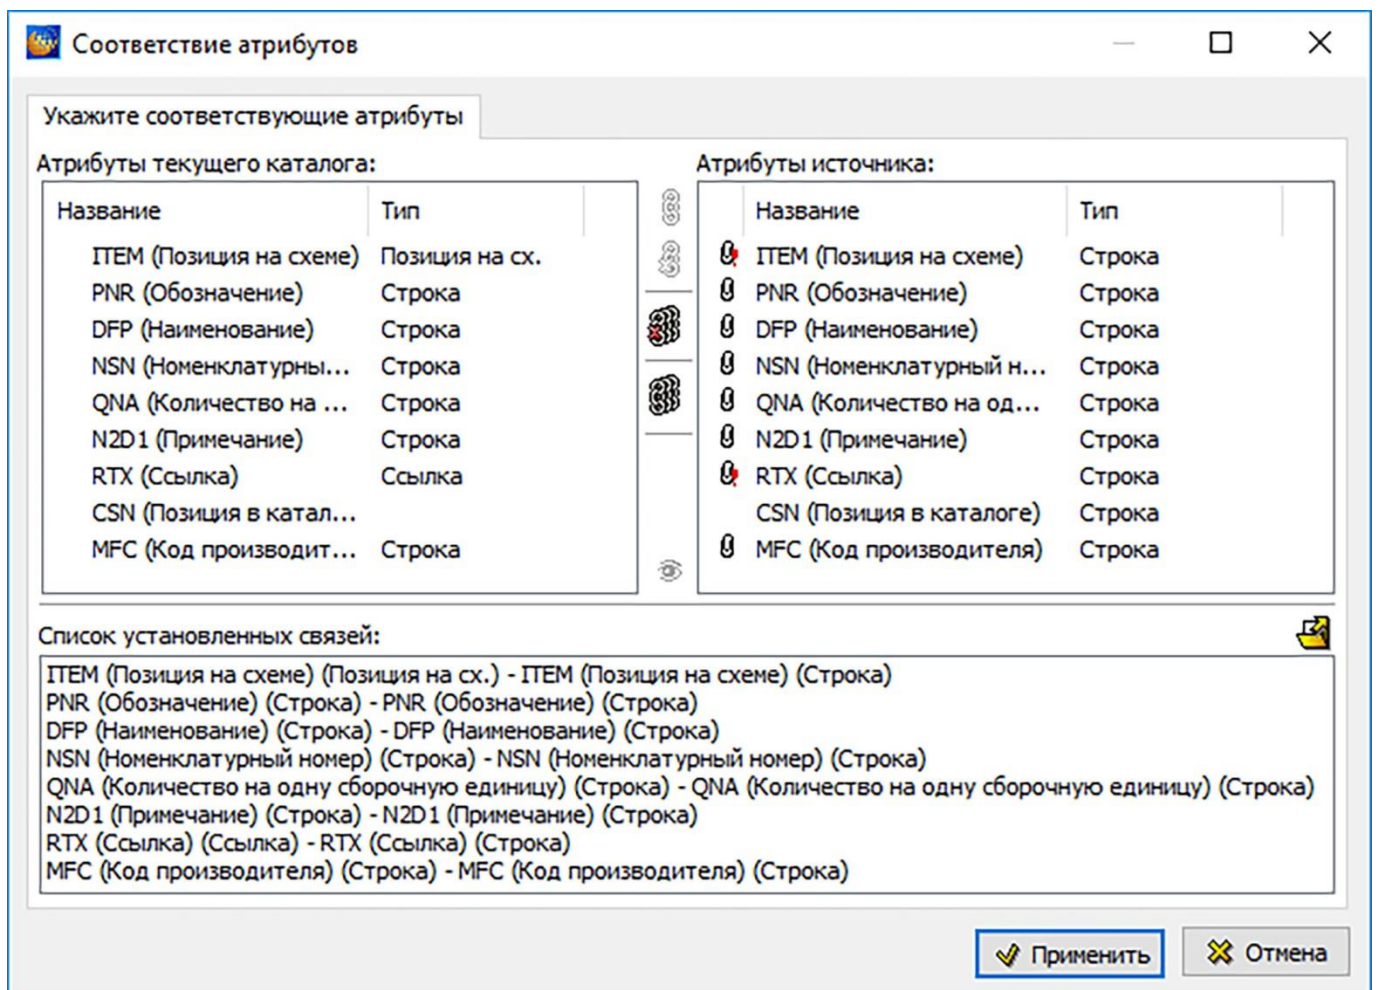 Соответствие атрибутов
Укажите соответствующие атрибуты
Атрибуты текущего каталога:
Название Тип
ITEM (Позиция на схеме) Позиция на сх.
PNR (Обозначение) Строка
DFP (Наименование) Строка
NSN (Номенклатурны... Строка
QNA (Количество на ... Строка
N2D1 (Примечание) Строка
RTX (Ссылка) Ссылка
CSN (Позиция в катал...
MFC (Код производит... Строка
Атрибуты источника:
Название Тип
ITEM (Позиция на схеме) Строка
PNR (Обозначение) Строка
DFP (Наименование) Строка
NSN (Номенклатурный н... Строка
QNA (Количество на од... Строка
N2D1 (Примечание) Строка
RTX (Ссылка) Строка
CSN (Позиция в каталоге) Строка
MFC (Код производителя) Строка
Список установленных связей:
ITEM (Позиция на схеме) (Позиция на сх.) - ITEM (Позиция на схеме) (Строка)
PNR (Обозначение) (Строка) - PNR (Обозначение) (Строка)
DFP (Наименование) (Строка) - DFP (Наименование) (Строка)
NSN (Номенклатурный номер) (Строка) - NSN (Номенклатурный номер) (Строка)
QNA (Количество на одну сборочную единицу) (Строка) - QNA (Количество на одну сборочную единицу) (Строка)
N2D1 (Примечание) (Строка) - N2D1 (Примечание) (Строка)
RTX (Ссылка) (Ссылка) - RTX (Ссылка) (Строка)
MFC (Код производителя) (Строка) - MFC (Код производителя) (Строка)
Применить
Отмена